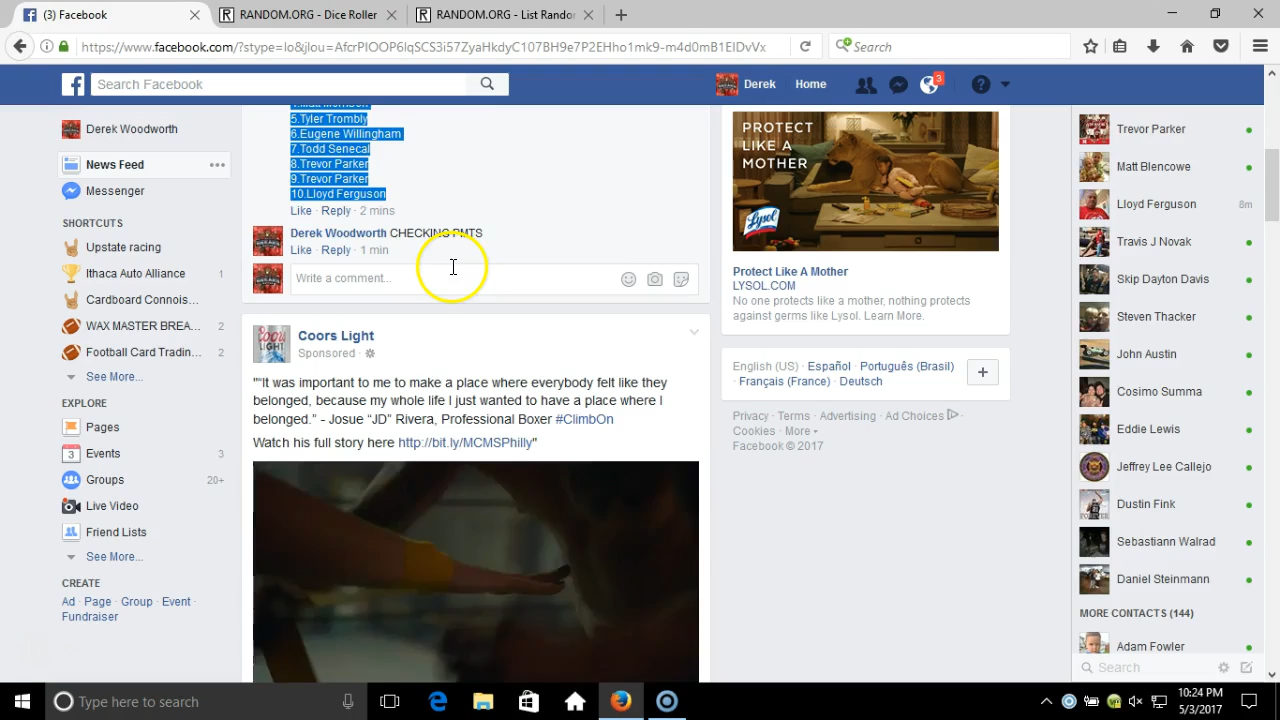 (3) Facebook
RANDOM.ORG - Dice Roller
RANDOM.ORG - List Rando
https://www.facebook.com/?stype=lo&jlou=AfcrPIOOP6lqSCS3i57ZyaHkdyC107BH9e7P2EHho1mk9-m4d0mB1EIDvVx
Search
Search Facebook
Derek
Home
3
Derek Woodworth
News Feed
Messenger
SHORTCUTS
Upstate racing
Ithaca Auto Alliance 1
Cardboard Connois...
WAX MASTER BREA... 2
Football Card Tradin... 2
See More...
EXPLORE
Pages
Events 3
Groups 20+
Live Video
Friend Lists
See More...
CREATE
Ad · Page · Group · Event ·
Fundraiser
5.Tyler Trombly
6.Eugene Willingham
7.Todd Senecal
8.Trevor Parker
9.Trevor Parker
10.Lloyd Ferguson
Like · Reply · 2 mins
Derek Woodworth CHECKING PMTS
Like · Reply · 1 min
Write a comment...
Coors Light
Sponsored ·
"“It was important to me to make a place where everybody felt like they
belonged, because my whole life I just wanted to have a place where I
belonged.” - Josue “JD” Rivera, Professional Boxer #ClimbOn
Watch his full story here http://bit.ly/MCMSPhilly"
PROTECT
LIKE A
MOTHER
Lysol
Protect Like A Mother
LYSOL.COM
No one protects like a mother, nothing protects
against germs like Lysol. Learn More.
English (US) · Español · Português (Brasil) ·
Français (France) · Deutsch
Privacy · Terms · Advertising · Ad Choices ·
Cookies · More
Facebook © 2017
Trevor Parker
Matt Blencowe
Lloyd Ferguson 8m
Travis J Novak
Skip Dayton Video
Steven Thacker
John Austin
Cosimo Summa
Eddie Lewis
Jeffrey Lee Callejo
Dustin Fink
Sebastiann Walrad
Daniel Steinmann
MORE CONTACTS (144)
Adam Fowler
Search
Type here to search
10:24 PM
5/3/2017